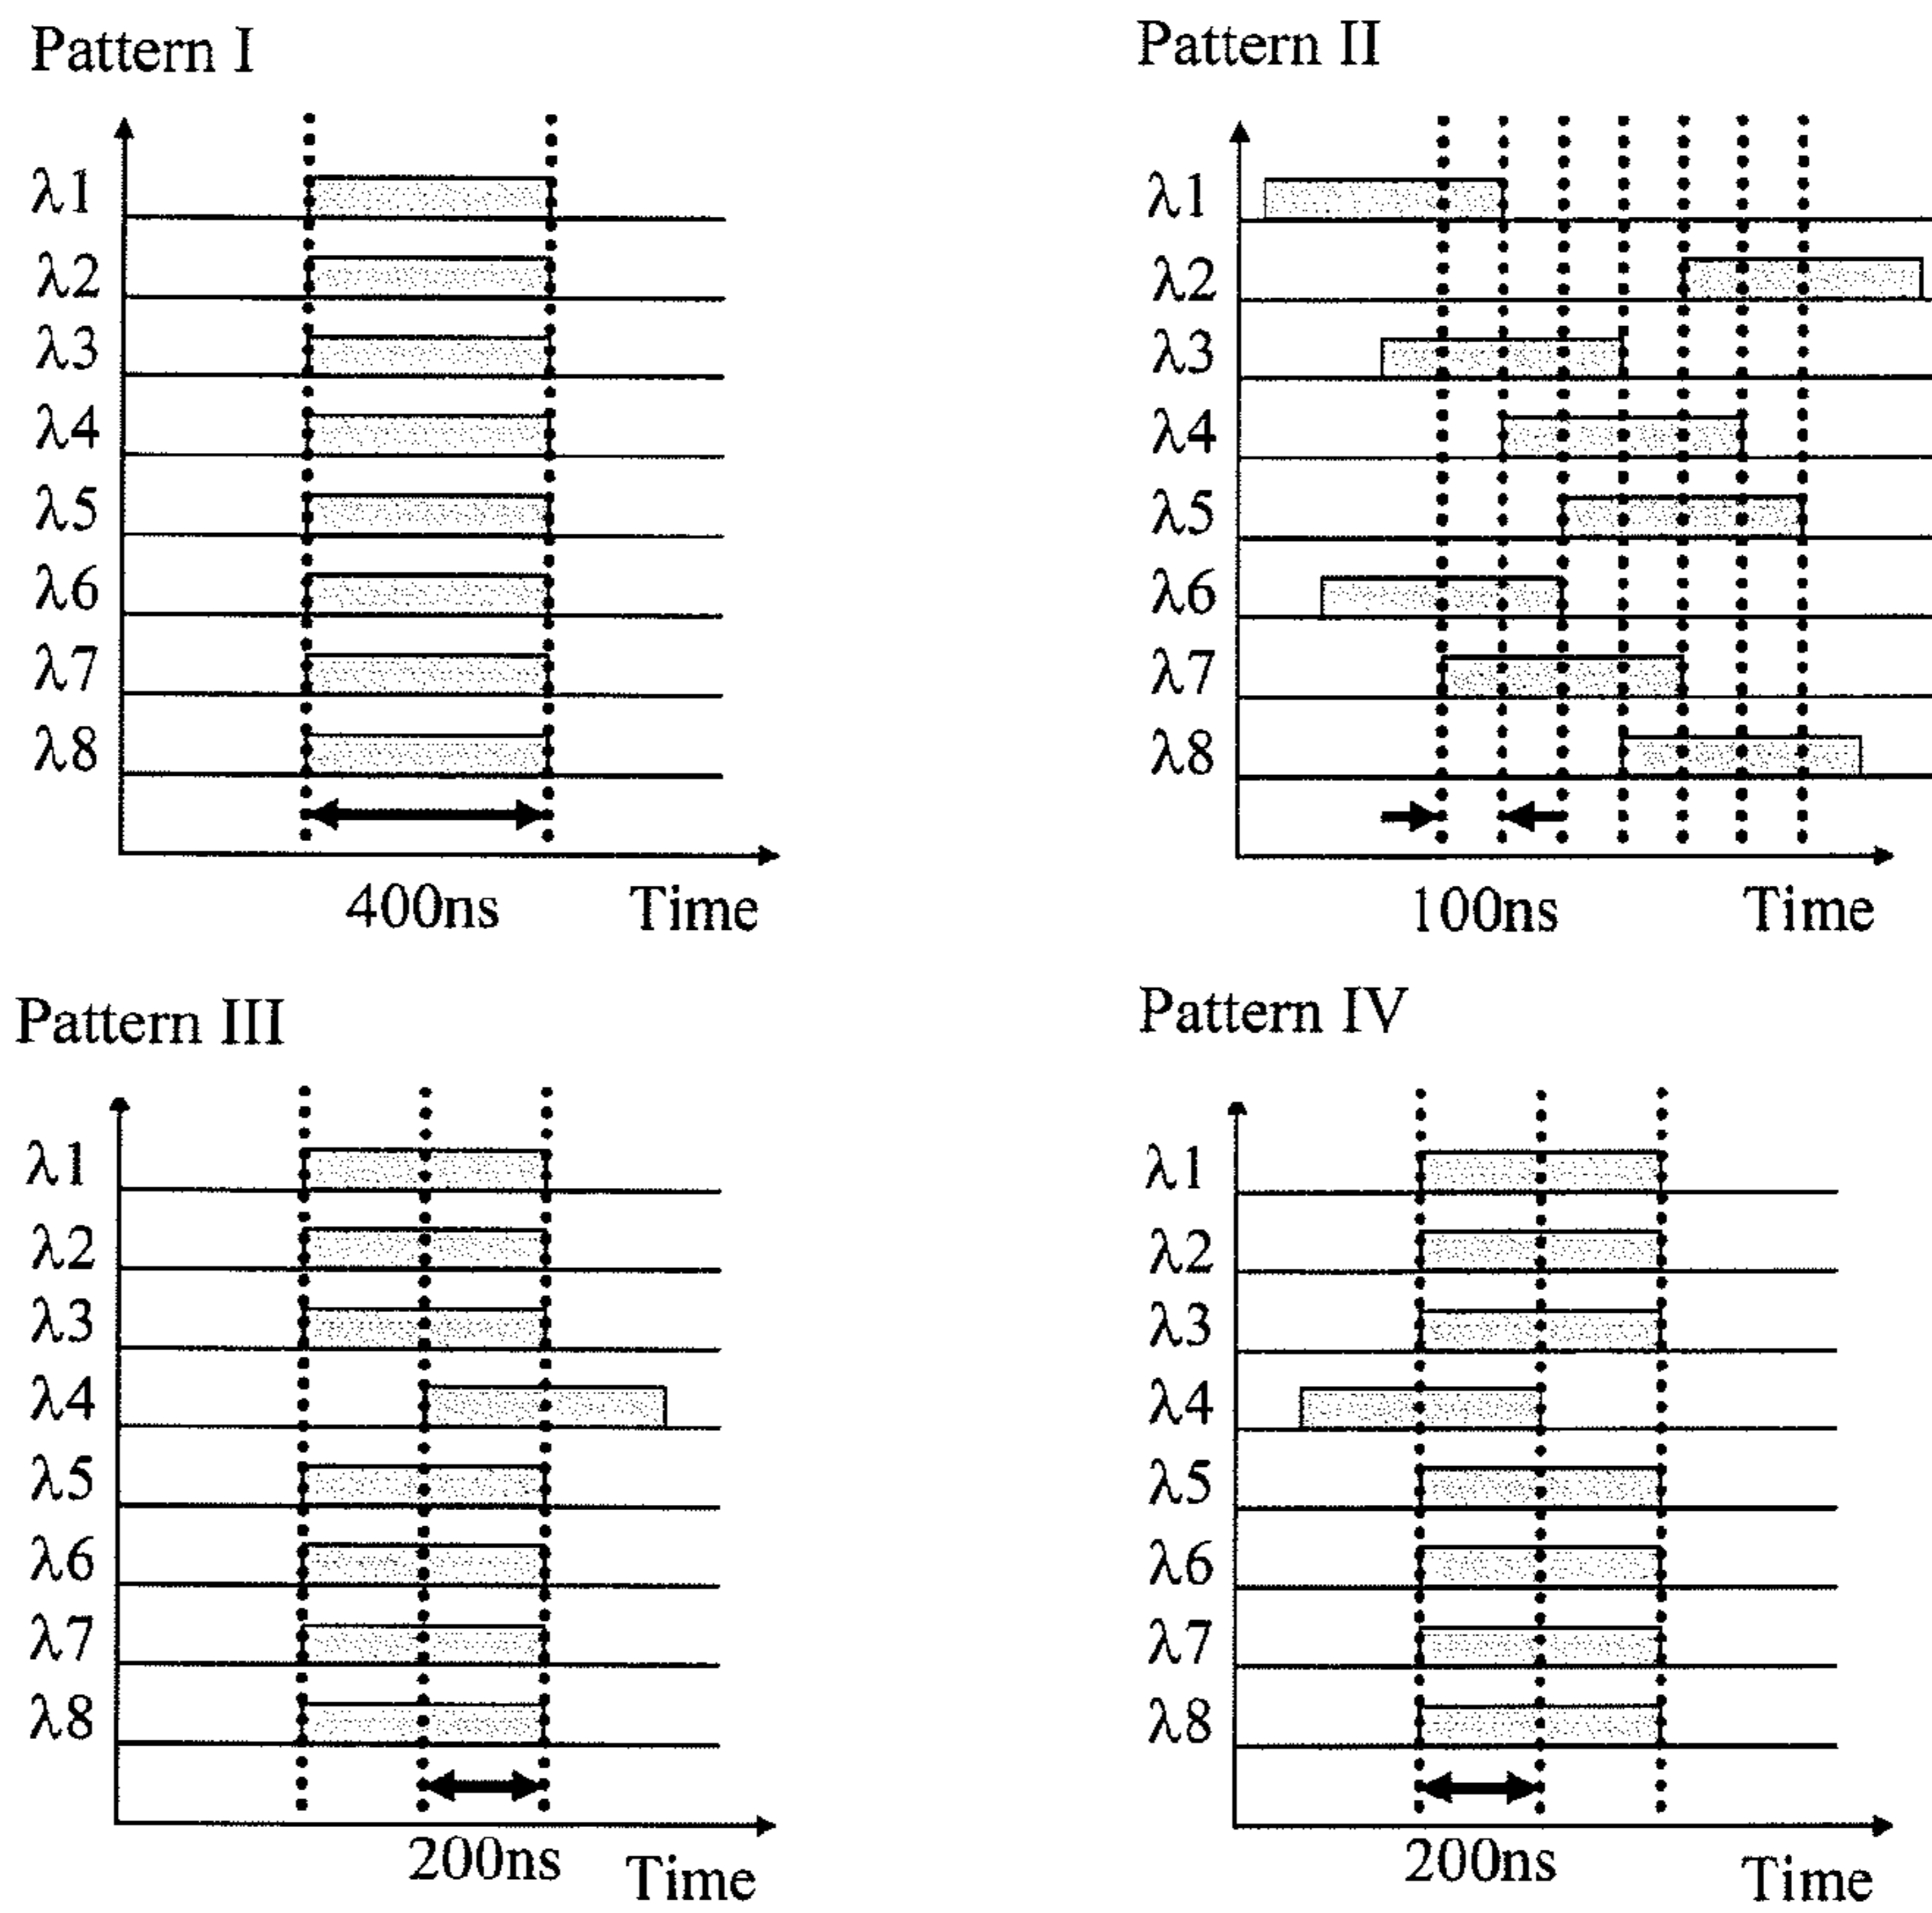 Pattern I
λ1
λ2
λ3
λ4
λ5
λ6
λ7
λ8
400ns
Time
Pattern II
λ1
λ2
λ3
λ4
λ5
λ6
λ7
λ8
100ns
Time
Pattern III
λ1
λ2
λ3
λ4
λ5
λ6
λ7
λ8
200ns
Time
Pattern IV
λ1
λ2
λ3
λ4
λ5
λ6
λ7
λ8
200ns
Time